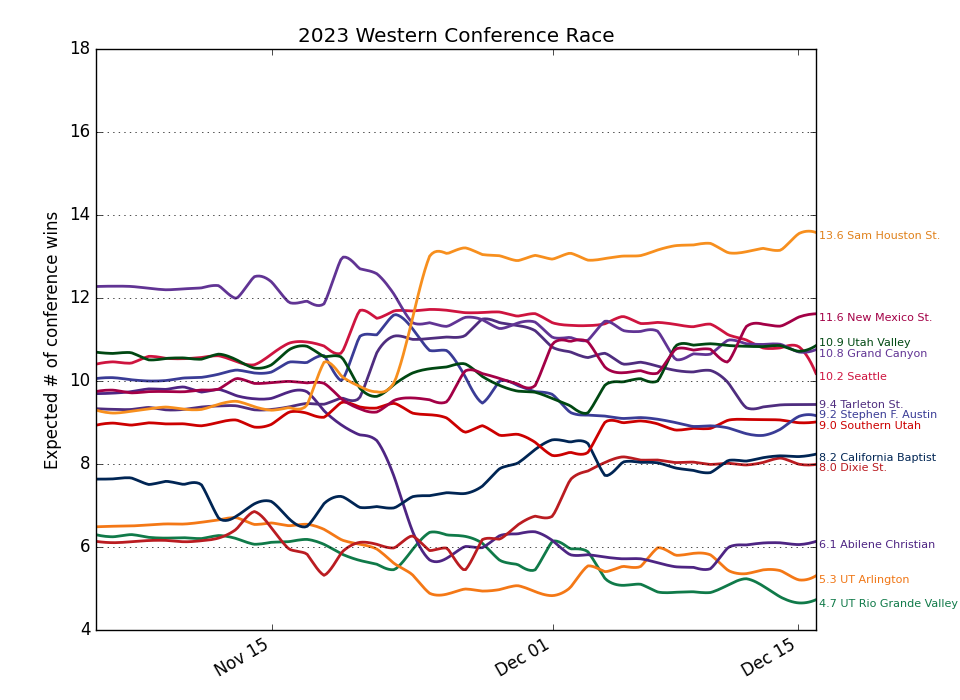 2023 Western Conference Race
Expected # of conference wins
18
16
14
12
10
8
6
4
Nov 15
Dec 01
Dec 15
13.6 Sam Houston St.
11.6 New Mexico St.
10.9 Utah Valley
10.8 Grand Canyon
10.2 Seattle
9.4 Tarleton St.
9.2 Stephen F. Austin
9.0 Southern Utah
8.2 California Baptist
8.0 Dixie St.
6.1 Abilene Christian
5.3 UT Arlington
4.7 UT Rio Grande Valley